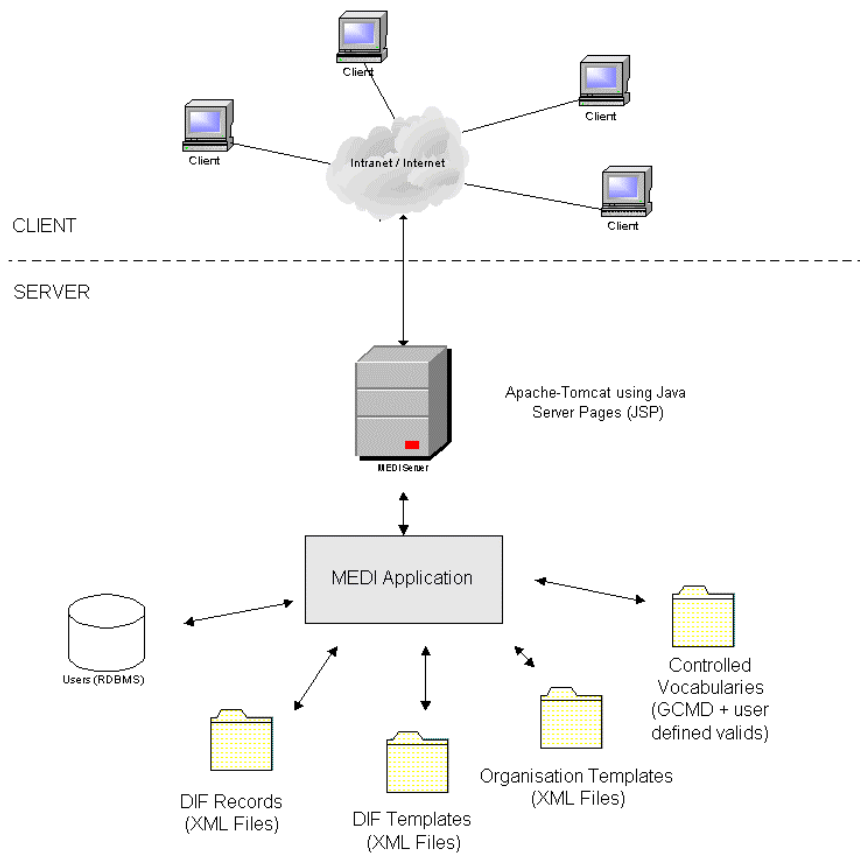 Client
Client
Client
Intranet / Internet
Client
Client
CLIENT
SERVER
Apache-Tomcat using Java
Server Pages (JSP)
MEDI Server
MEDI Application
Users (RDBMS)
Controlled
Vocabularies
(GCMD + user
defined valids)
Organisation Templates
(XML Files)
DIF Records
(XML Files)
DIF Templates
(XML Files)